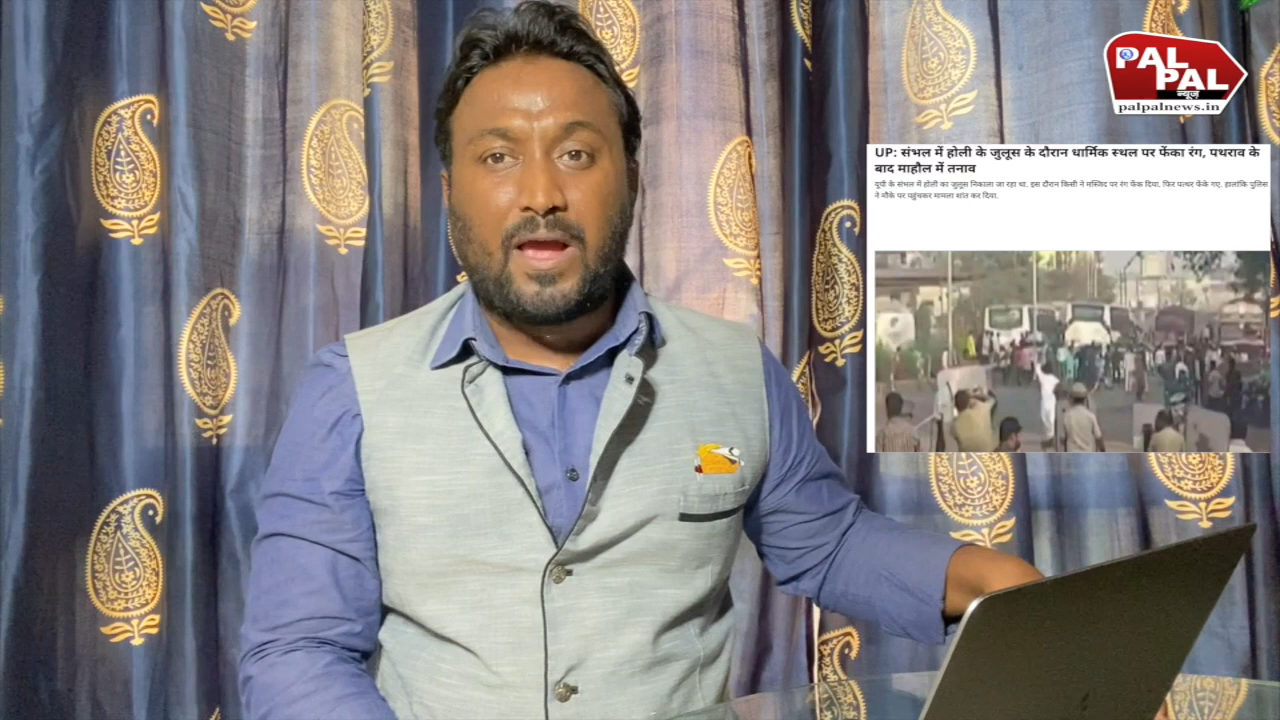 PAL
PAL
न्यूज़
palpalnews.in
UP: संभल में होली के जुलूस के दौरान धार्मिक स्थल पर फेंका रंग, पथराव के
बाद माहौल में तनाव
यूपी के संभल में होली का जुलूस निकाला जा रहा था. इस दौरान किसी ने मस्जिद पर रंग फेंक दिया. फिर पत्थर फेंके गए. हालांकि पुलिस
ने मौके पर पहुंचकर मामला शांत कर दिया.